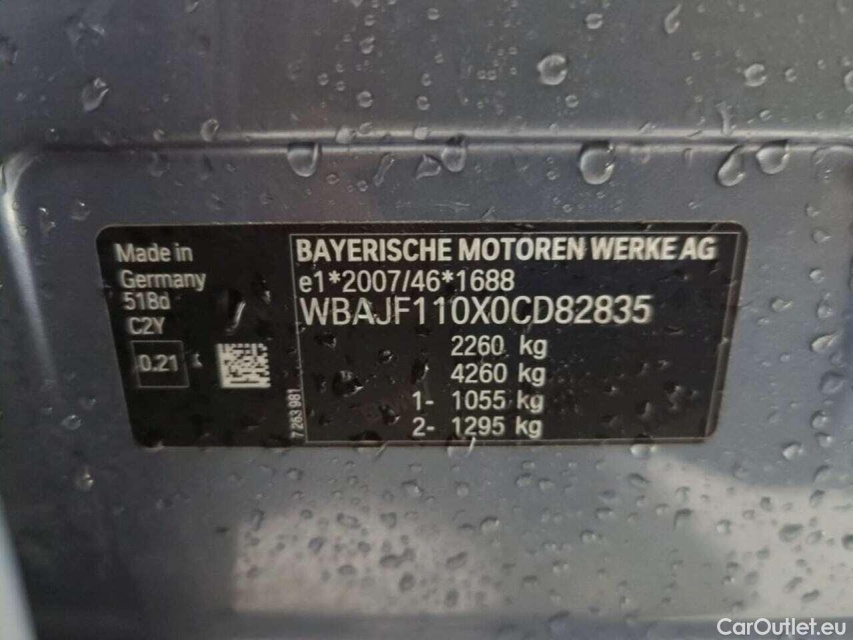 Made in
Germany
518d
C2Y
0.21
7 263 981
BAYERISCHE MOTOREN WERKE AG
e1*2007/46*1688
WBAJF110X0CD82835
2260 kg
4260 kg
1- 1055 kg
2- 1295 kg
CarOutlet.eu